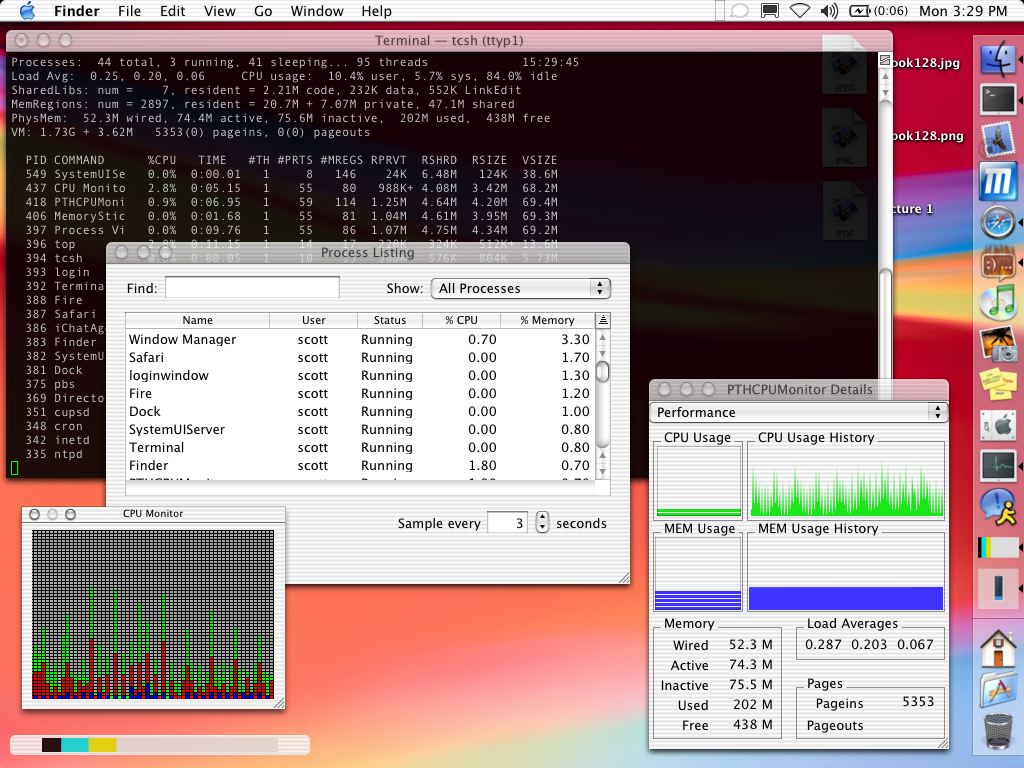 Finder File Edit View Go Window Help (0:06) Mon 3:29 PM
Terminal — tcsh (ttyp1)
Processes: 44 total, 3 running, 41 sleeping... 95 threads 15:29:45
Load Avg: 0.25, 0.20, 0.06 CPU usage: 10.4% user, 5.7% sys, 84.0% idle
SharedLibs: num = 7, resident = 2.21M code, 232K data, 552K LinkEdit
MemRegions: num = 2897, resident = 20.7M + 7.07M private, 47.1M shared
PhysMem: 52.3M wired, 74.4M active, 75.6M inactive, 202M used, 438M free
VM: 1.73G + 3.62M 5353(0) pageins, 0(0) pageouts
PID COMMAND %CPU TIME #TH #PRTS #MREGS RPRVT RSHRD RSIZE VSIZE
549 SystemUISe 0.0% 0:00.01 1 8 146 24K 6.48M 124K 38.6M
437 CPU Monito 2.8% 0:05.15 1 55 80 988K+ 4.08M 3.42M 68.2M
418 PTHCPUMoni 0.9% 0:06.95 1 59 114 1.25M 4.64M 4.20M 69.4M
406 MemoryStic 0.0% 0:01.68 1 55 81 1.04M 4.61M 3.95M 69.3M
397 Process Vi 0.0% 0:09.76 1 55 86 1.07M 4.75M 4.34M 69.2M
396 top
394 tcsh
393 login
392 Termina
388 Fire
387 Safari
386 iChatAg
383 Finder
382 SystemU
381 Dock
375 pbs
369 Directo
351 cupsd
348 cron
342 inetd
335 ntpd
JPEG
ook128.jpg
PNG
ook128.png
PDF
cture 1
Process Listing
Find: Show: All Processes
Name User Status % CPU % Memory
Window Manager scott Running 0.70 3.30
Safari scott Running 0.00 1.70
loginwindow scott Running 0.00 1.30
Fire scott Running 0.00 1.20
Dock scott Running 0.00 1.00
SystemUIServer scott Running 0.00 0.80
Terminal scott Running 0.00 0.80
Finder scott Running 1.80 0.70
Sample every 3 seconds
CPU Monitor
PTHCPUMonitor Details
Performance
CPU Usage CPU Usage History
MEM Usage MEM Usage History
Memory
Wired 52.3 M
Active 74.3 M
Inactive 75.5 M
Used 202 M
Free 438 M
Load Averages
0.287 0.203 0.067
Pages
Pageins 5353
Pageouts